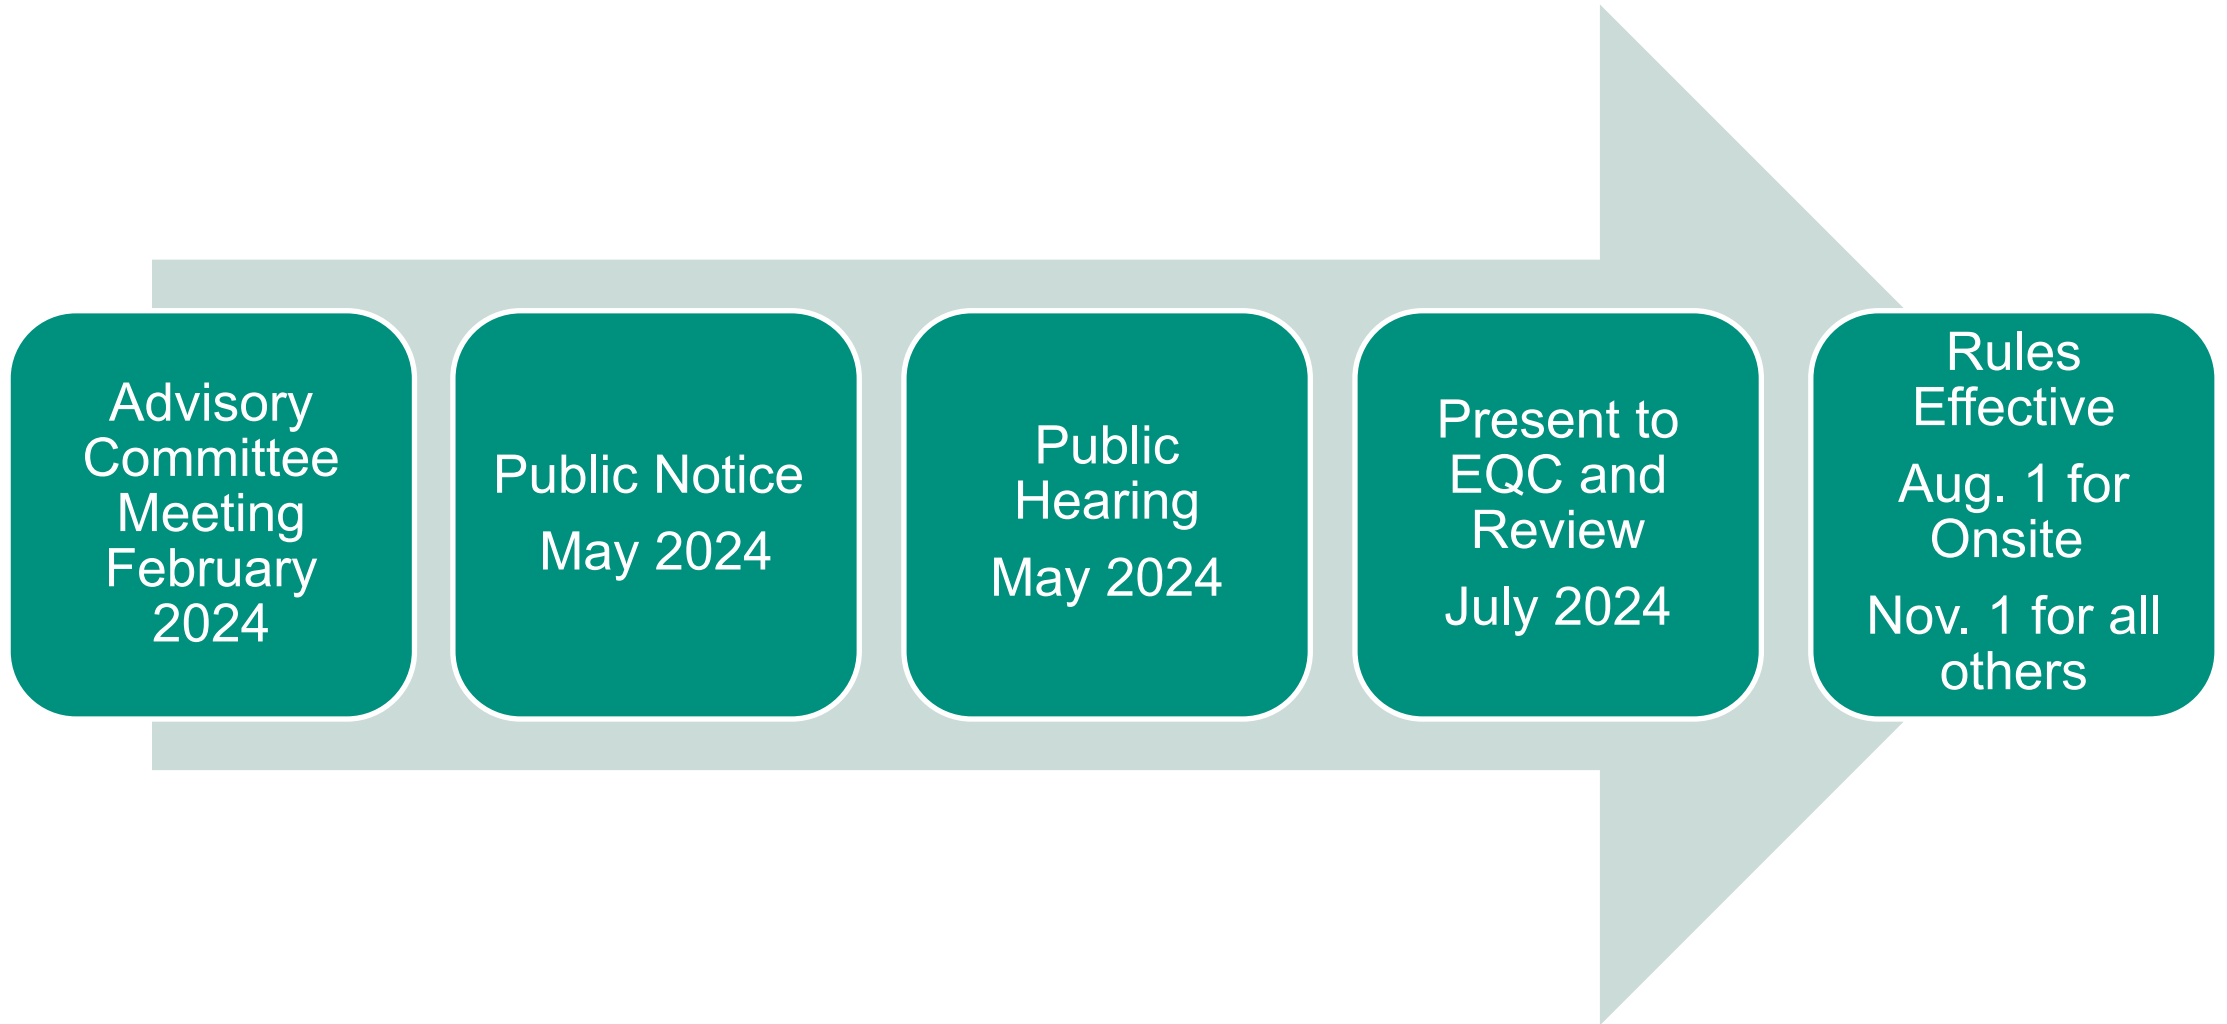 Advisory
Committee
Meeting
February
2024
Public Notice
May 2024
Public
Hearing
May 2024
Present to
EQC and
Review
July 2024
Rules
Effective
Aug. 1 for
Onsite
Nov. 1 for all
others